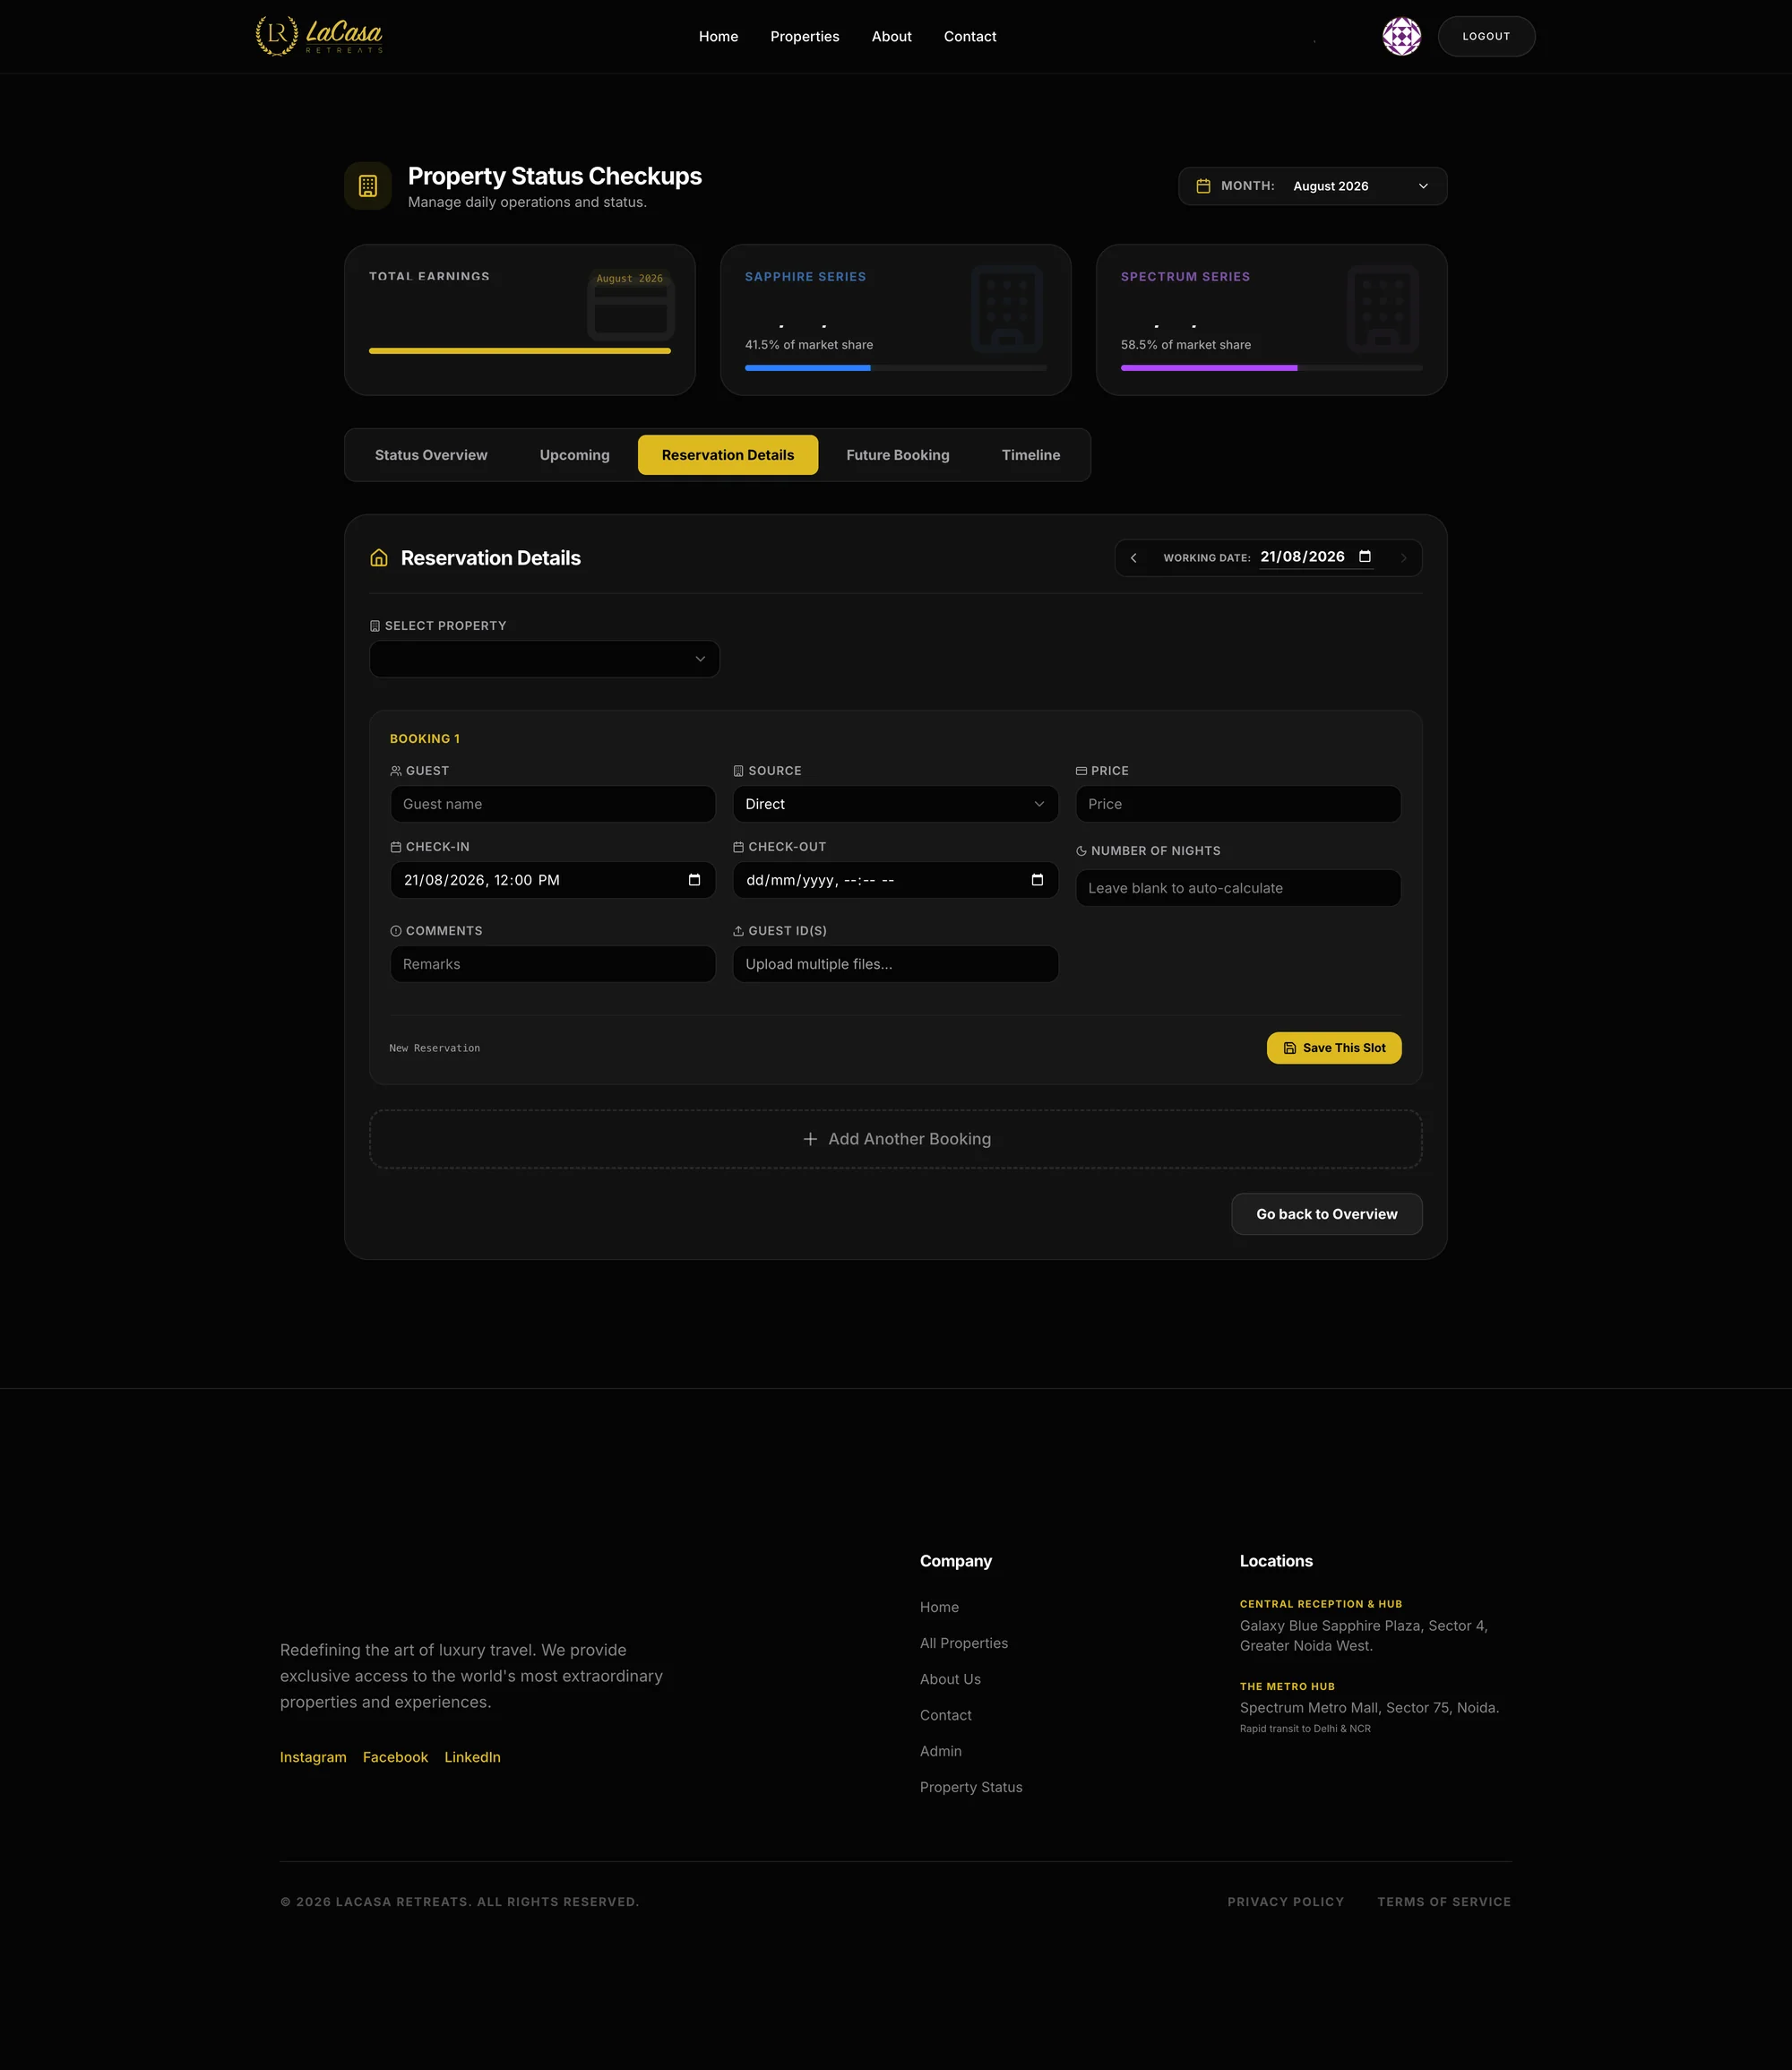 LR LaCasa
RETREATS
Home
Properties
About
Contact
LOGOUT
Property Status Checkups
Manage daily operations and status.
MONTH: August 2026
TOTAL EARNINGS
August 2026
SAPPHIRE SERIES
41.5% of market share
SPECTRUM SERIES
58.5% of market share
Status Overview
Upcoming
Reservation Details
Future Booking
Timeline
Reservation Details
WORKING DATE: 21/08/2026
SELECT PROPERTY
BOOKING 1
GUEST
Guest name
SOURCE
Direct
PRICE
Price
CHECK-IN
21/08/2026, 12:00 PM
CHECK-OUT
dd/mm/yyyy, --:-- --
NUMBER OF NIGHTS
Leave blank to auto-calculate
COMMENTS
Remarks
GUEST ID(S)
Upload multiple files...
New Reservation
Save This Slot
+ Add Another Booking
Go back to Overview
Redefining the art of luxury travel. We provide
exclusive access to the world's most extraordinary
properties and experiences.
Instagram
Facebook
LinkedIn
Company
Home
All Properties
About Us
Contact
Admin
Property Status
Locations
CENTRAL RECEPTION & HUB
Galaxy Blue Sapphire Plaza, Sector 4,
Greater Noida West.
THE METRO HUB
Spectrum Metro Mall, Sector 75, Noida.
Rapid transit to Delhi & NCR
© 2026 LACASA RETREATS. ALL RIGHTS RESERVED.
PRIVACY POLICY
TERMS OF SERVICE